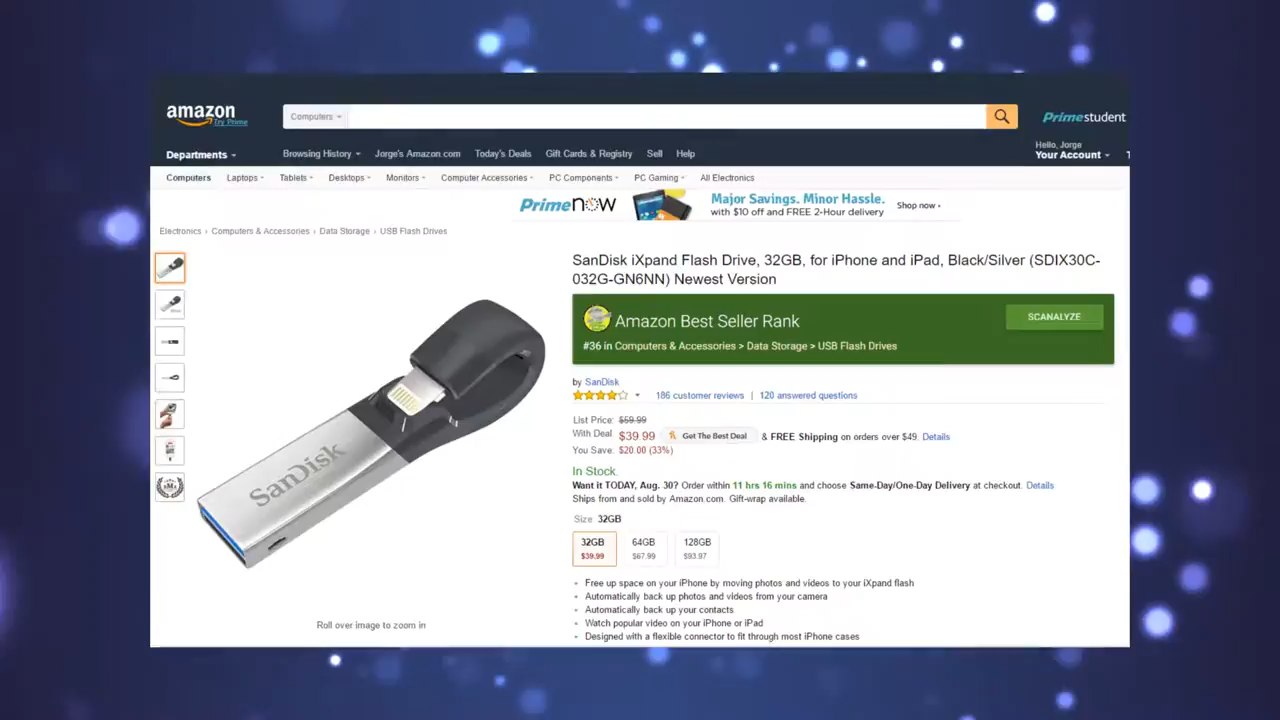 amazon
Try Prime
Computers
Primestudent
Hello, Jorge
Departments
Browsing History
Jorge's Amazon.com
Today's Deals
Gift Cards & Registry
Sell
Help
Your Account
Computers
Laptops
Tablets
Desktops
Monitors
Computer Accessories
PC Components
PC Gaming
All Electronics
PrimeNOW
Major Savings. Minor Hassle.
with $10 off and FREE 2-Hour delivery
Shop now
Electronics › Computers & Accessories › Data Storage › USB Flash Drives
SanDisk iXpand Flash Drive, 32GB, for iPhone and iPad, Black/Silver (SDIX30C-
032G-GN6NN) Newest Version
Amazon Best Seller Rank
SCANALYZE
#36 in Computers & Accessories > Data Storage > USB Flash Drives
by SanDisk
186 customer reviews | 120 answered questions
List Price: $59.99
With Deal: $39.99 Get The Best Deal & FREE Shipping on orders over $49. Details
You Save: $20.00 (33%)
In Stock.
Want it TODAY, Aug. 30? Order within 11 hrs 16 mins and choose Same-Day/One-Day Delivery at checkout. Details
Ships from and sold by Amazon.com. Gift-wrap available.
Size: 32GB
32GB
$39.99
64GB
$67.99
128GB
$93.97
• Free up space on your iPhone by moving photos and videos to your iXpand flash
• Automatically back up photos and videos from your camera
• Automatically back up your contacts
• Watch popular video on your iPhone or iPad
• Designed with a flexible connector to fit through most iPhone cases
SanDisk
Roll over image to zoom in